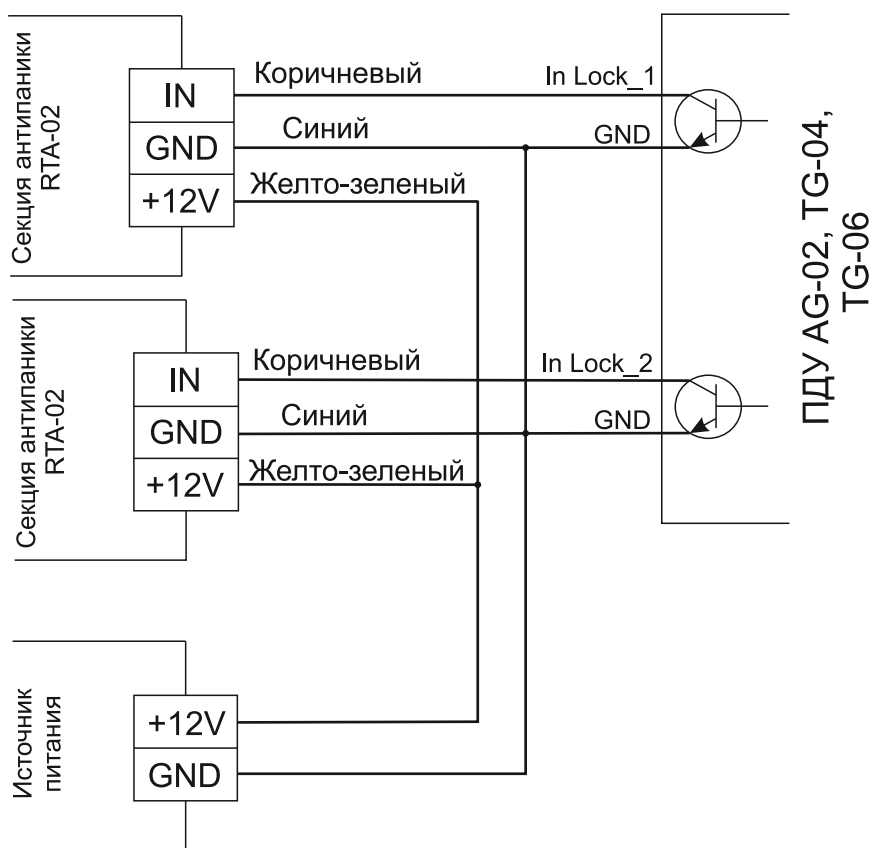 Секция антипаники
RTA-02
IN
GND
+12V
Коричневый
Синий
Желто-зеленый
In Lock_1
GND
ПДУ AG-02, TG-04,
TG-06
Секция антипаники
RTA-02
IN
GND
+12V
Коричневый
Синий
Желто-зеленый
In Lock_2
GND
Источник
питания
+12V
GND